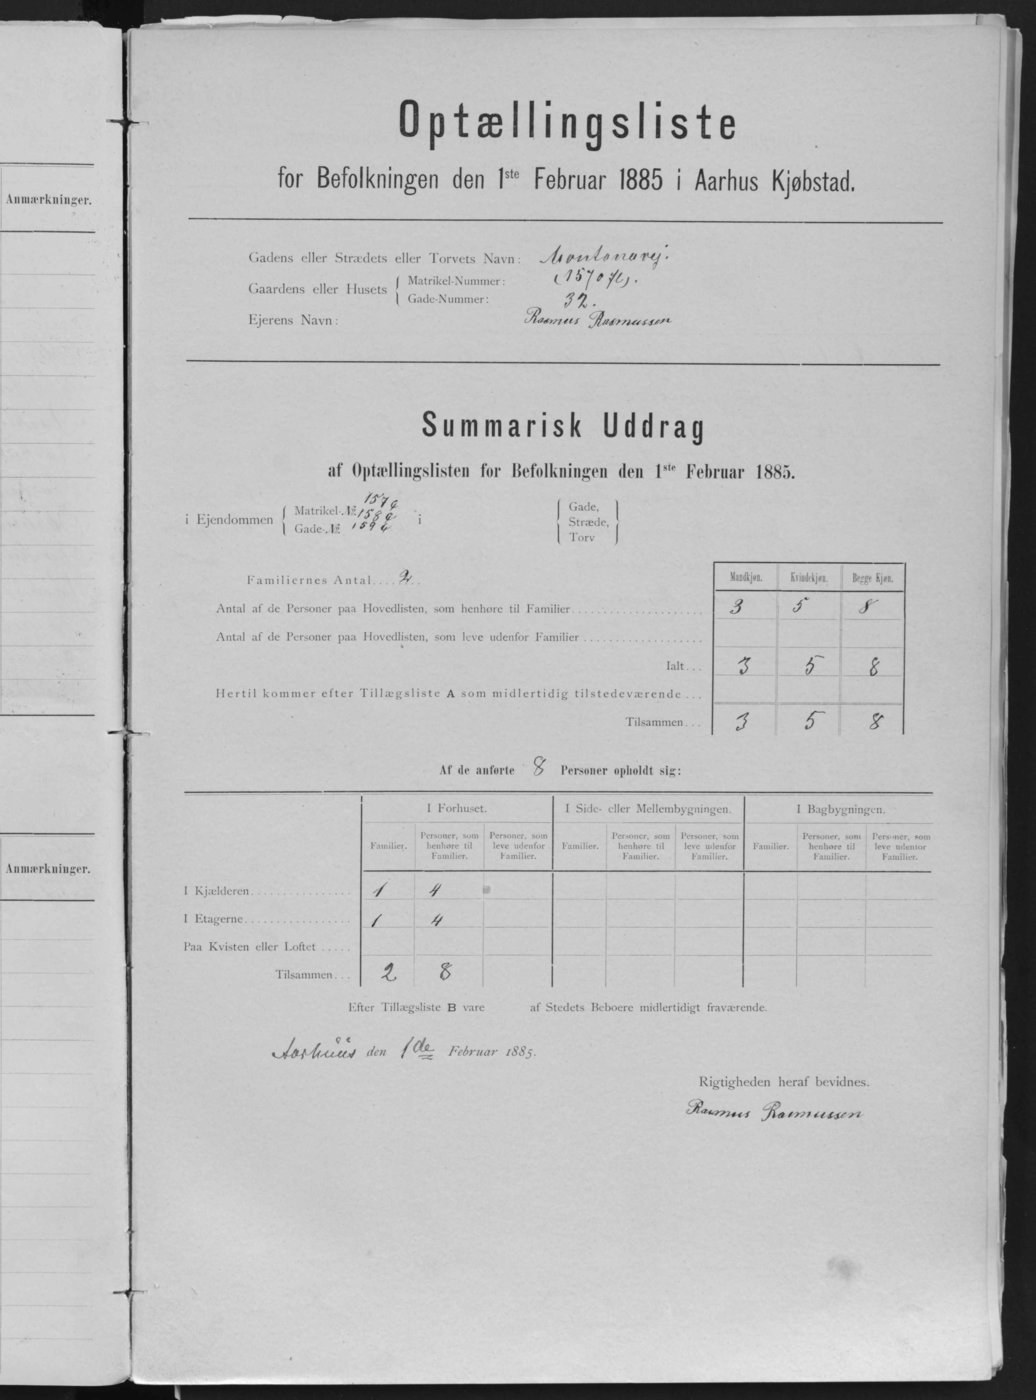 Anmærkninger.
Anmærkninger.
Optællingsliste
for Befolkningen den 1ste Februar 1885 i Aarhus Kjøbstad.
Gadens eller Strædets eller Torvets Navn: Montanavej.
Gaardens eller Husets { Matrikel-Nummer:
Gade-Nummer: 32.
Ejerens Navn: Rasmus Rasmussen
Summarisk Uddrag
af Optællingslisten for Befolkningen den 1ste Februar 1885.
i Ejendommen { Matrikel-№ 
Gade-№ } i { Gade, Stræde, Torv }
Mandkjøn. Kvindekjøn. Begge Kjøn.
Familiernes Antal.... 2.
Antal af de Personer paa Hovedlisten, som henhøre til Familier 3 5 8
Antal af de Personer paa Hovedlisten, som leve udenfor Familier
Ialt... 3 5 8
Hertil kommer efter Tillægsliste A som midlertidig tilstedeværende ...
Tilsammen... 3 5 8
Af de anførte 8 Personer opholdt sig:
I Forhuset. I Side- eller Mellembygningen. I Bagbygningen.
Familier. Personer, som henhøre til Familier. Personer, som leve udenfor Familier. Familier. Personer, som henhøre til Familier. Personer, som leve udenfor Familier. Familier. Personer, som henhøre til Familier. Personer, som leve udenfor Familier.
I Kjælderen 1 4
I Etagerne 1 4
Paa Kvisten eller Loftet
Tilsammen... 2 8
Efter Tillægsliste B vare af Stedets Beboere midlertidigt fraværende.
Aarhuus den 1de Februar 1885.
Rigtigheden heraf bevidnes.
Rasmus Rasmussen